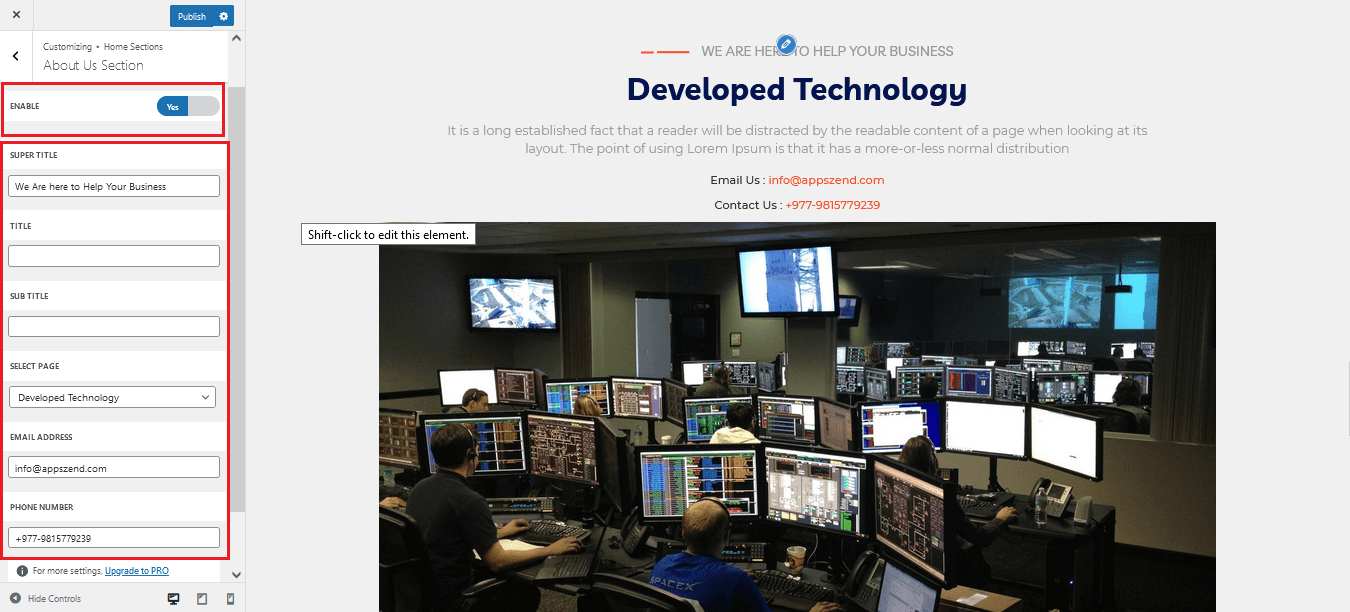 Publish
Customizing • Home Sections
About Us Section
ENABLE
Yes
SUPER TITLE
We Are here to Help Your Business
TITLE
SUB TITLE
SELECT PAGE
Developed Technology
EMAIL ADDRESS
info@appszend.com
PHONE NUMBER
+977-9815779239
For more settings, Upgrade to PRO
Hide Controls
WE ARE HERE TO HELP YOUR BUSINESS
Developed Technology
It is a long established fact that a reader will be distracted by the readable content of a page when looking at its
layout. The point of using Lorem Ipsum is that it has a more-or-less normal distribution
Email Us : info@appszend.com
Contact Us : +977-9815779239
Shift-click to edit this element.
SPACEX